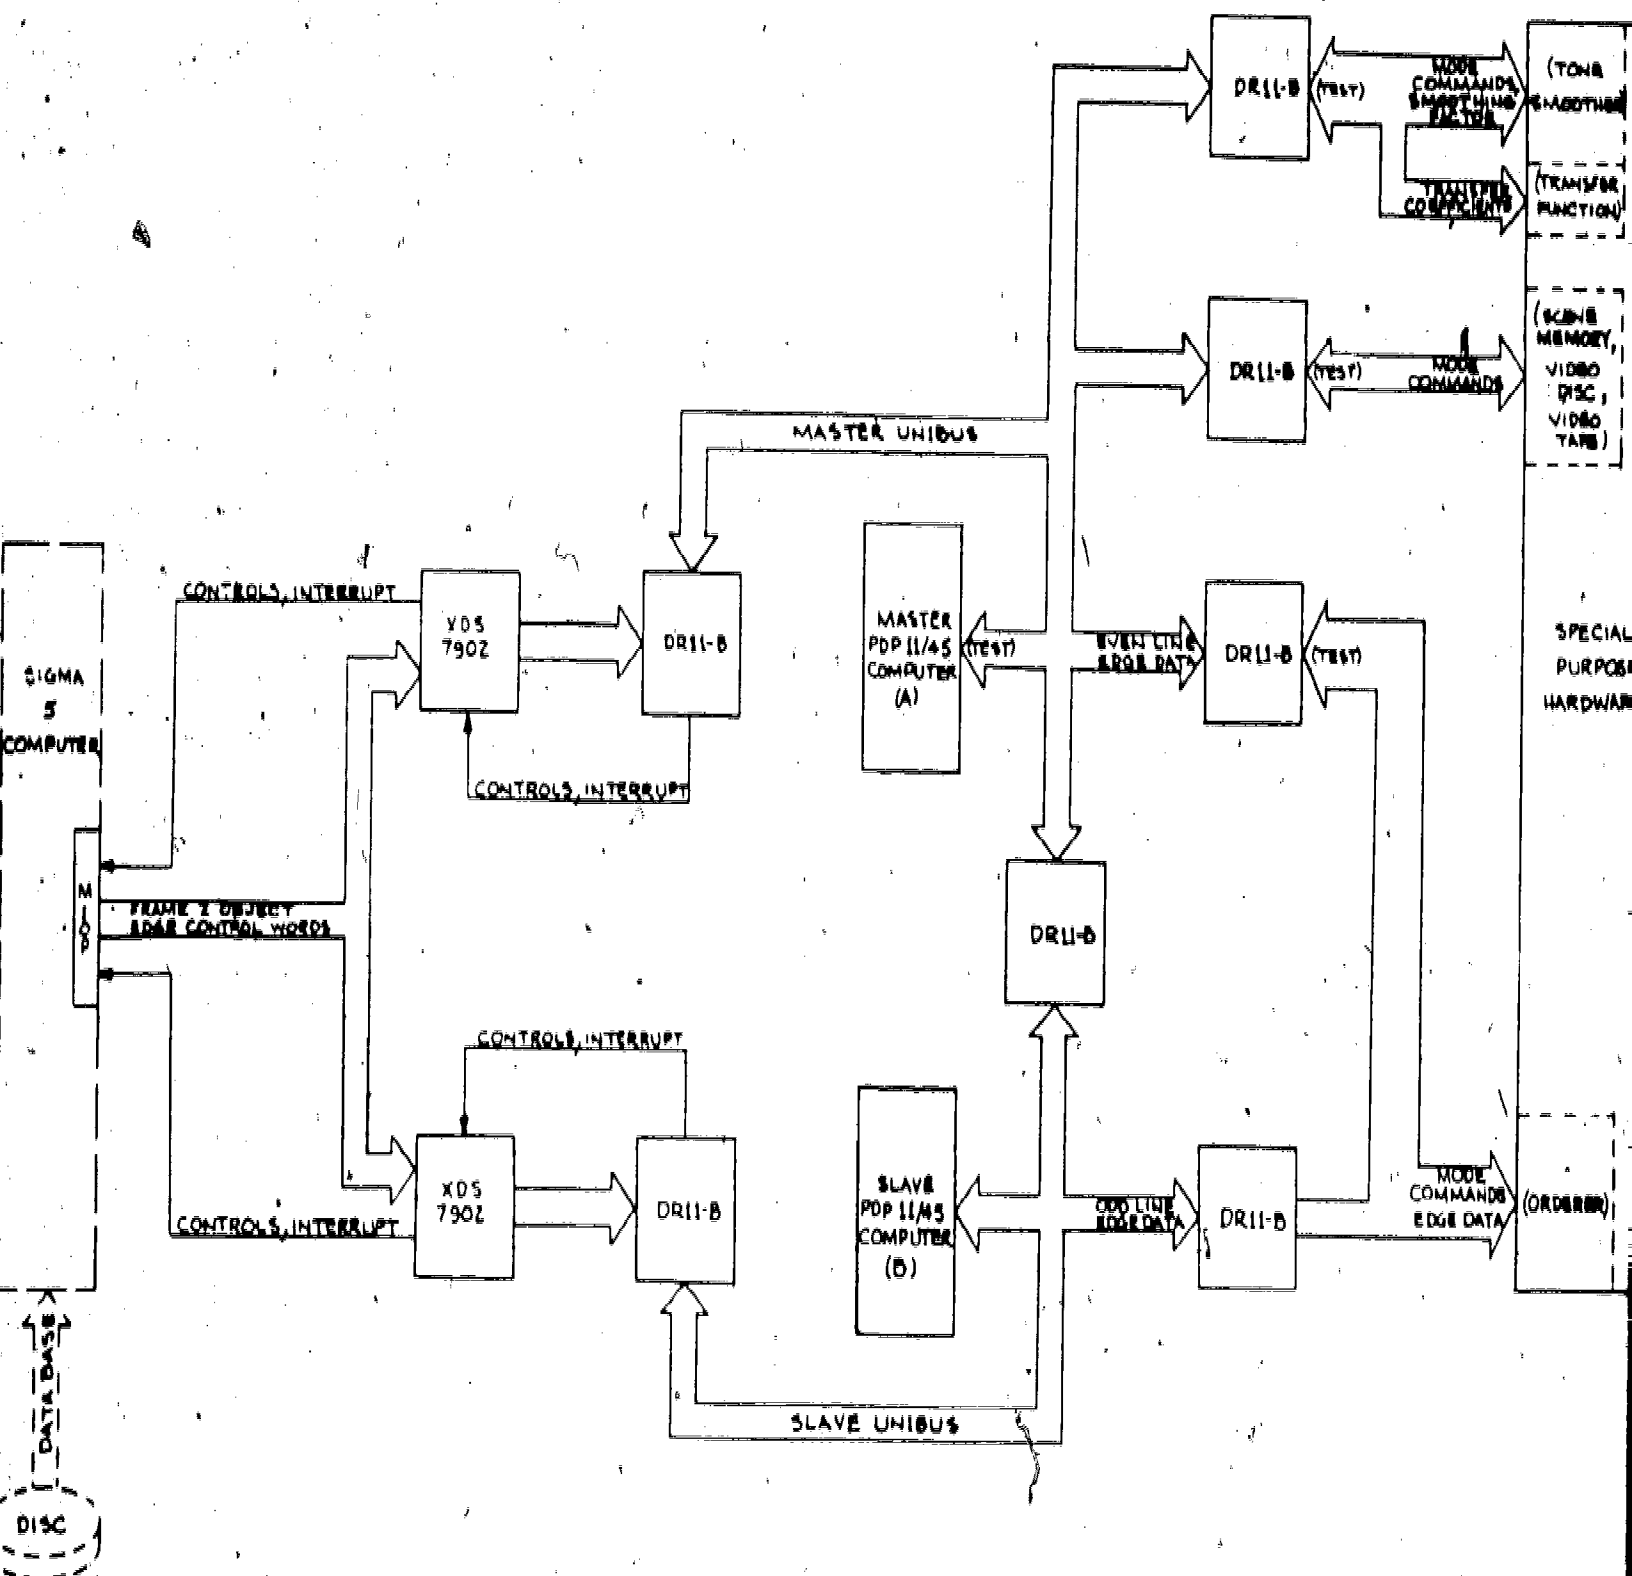 DR11-B
(TEST)
MODE
COMMANDS,
SMOOTHING
FACTOR
(TONE
SMOOTHER
TRANSFER
COEFFICIENTS
(TRANSFER
FUNCTION)
DR11-B
(TEST)
MODE
COMMANDS
(SCENE
MEMORY,
VIDEO
DISC,
VIDEO
TAPE)
MASTER UNIBUS
SIGMA
5
COMPUTER
CONTROLS, INTERRUPT
XDS
7902
DR11-B
CONTROLS, INTERRUPT
MASTER
PDP 11/45
COMPUTER
(A)
(TEST)
EVEN LINE
EDGE DATA
DR11-B
(TEST)
SPECIAL
PURPOSE
HARDWARE
MIOP
FRAME I OBJECT
EDGE CONTROL WORDS
DR11-B
CONTROLS, INTERRUPT
XDS
7902
DR11-B
CONTROLS, INTERRUPT
SLAVE
PDP 11/45
COMPUTER
(B)
ODD LINE
EDGE DATA
DR11-B
MODE
COMMANDS
EDGE DATA
(ORDERER)
SLAVE UNIBUS
DATA BASE
DISC